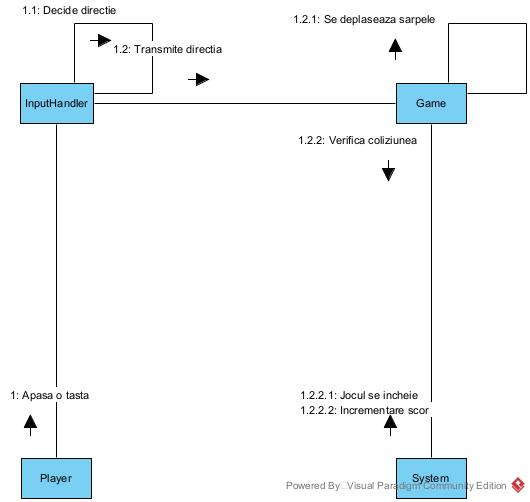 1.1: Decide directie
1.2.1: Se deplaseaza sarpele
1.2: Transmite directia
InputHandler
Game
1.2.2: Verifica coliziunea
1: Apasa o tasta
1.2.2.1: Jocul se incheie
1.2.2.2: Incrementare scor
Player
System
Powered By Visual Paradigm Community Edition